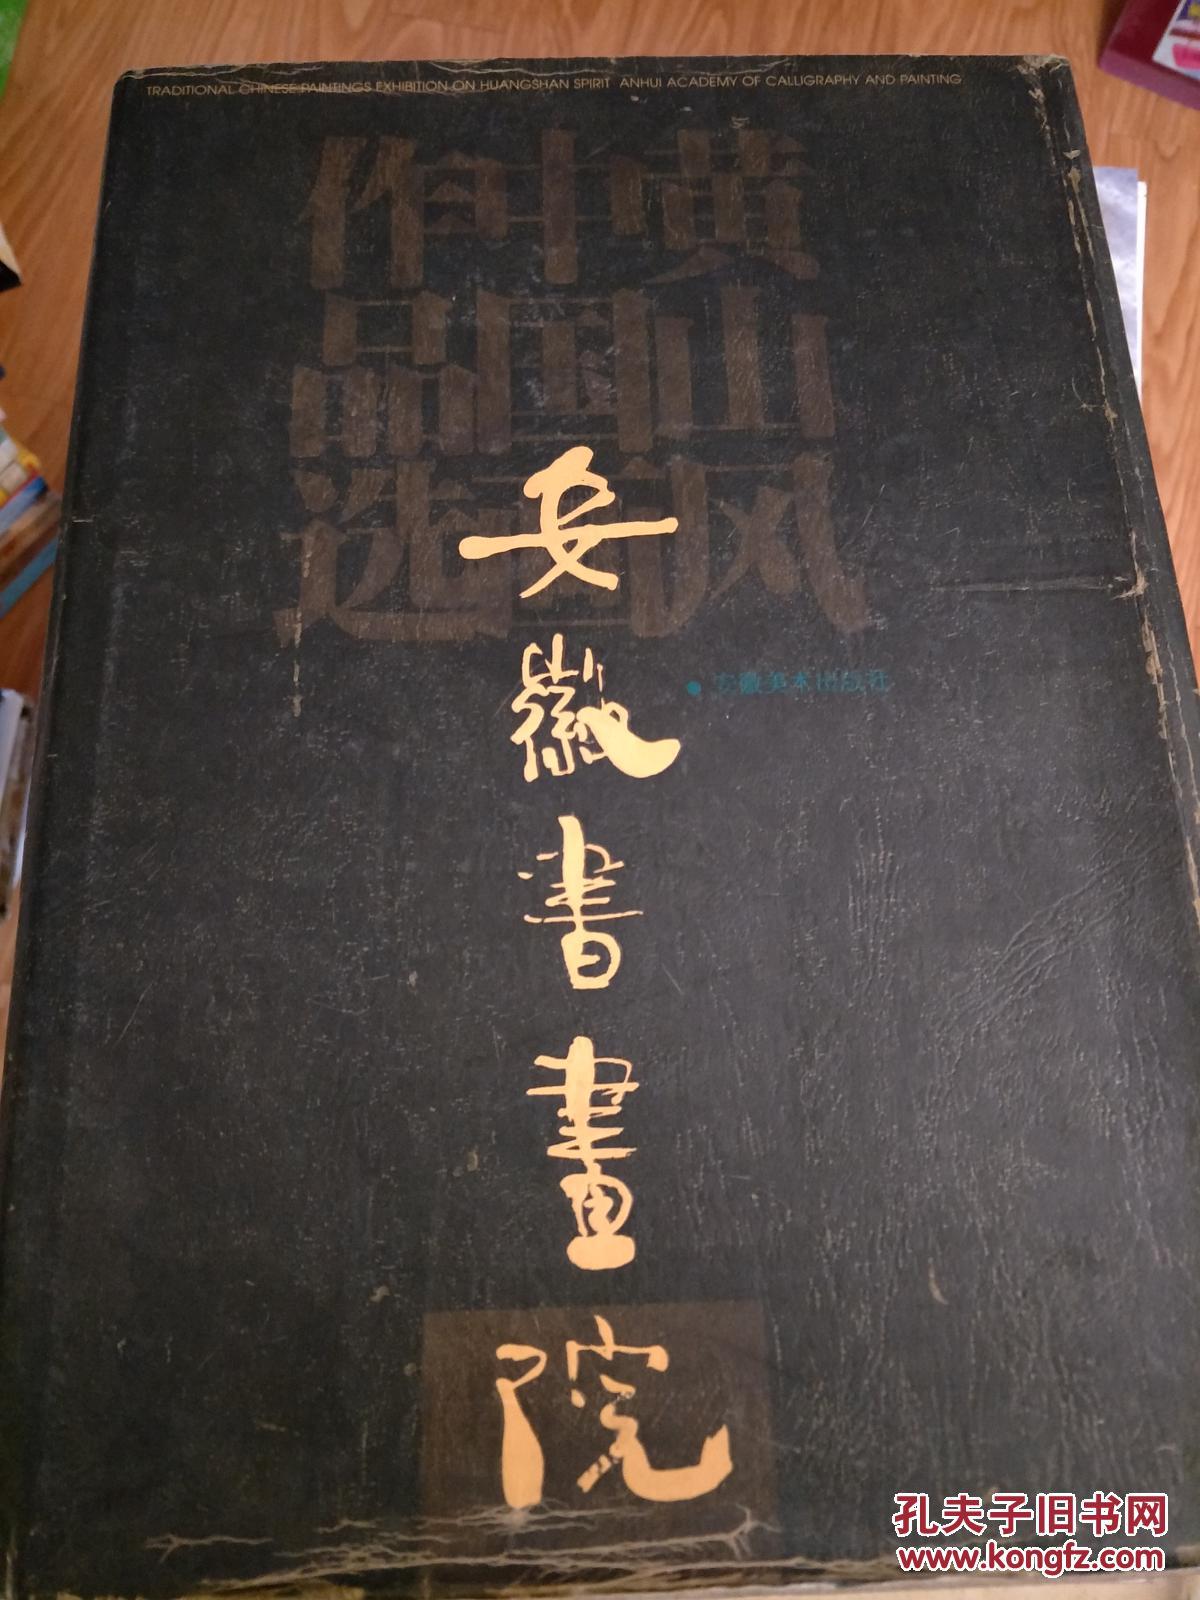 TRADITIONAL CHINESE PAINTINGS EXHIBITION ON HUANGSHAN SPIRIT ANHUI ACADEMY OF CALLIGRAPHY AND PAINTING
黄山风
中国画
作品选
安徽書畫院
• 安徽美术出版社
孔夫子旧书网
www.kongfz.com